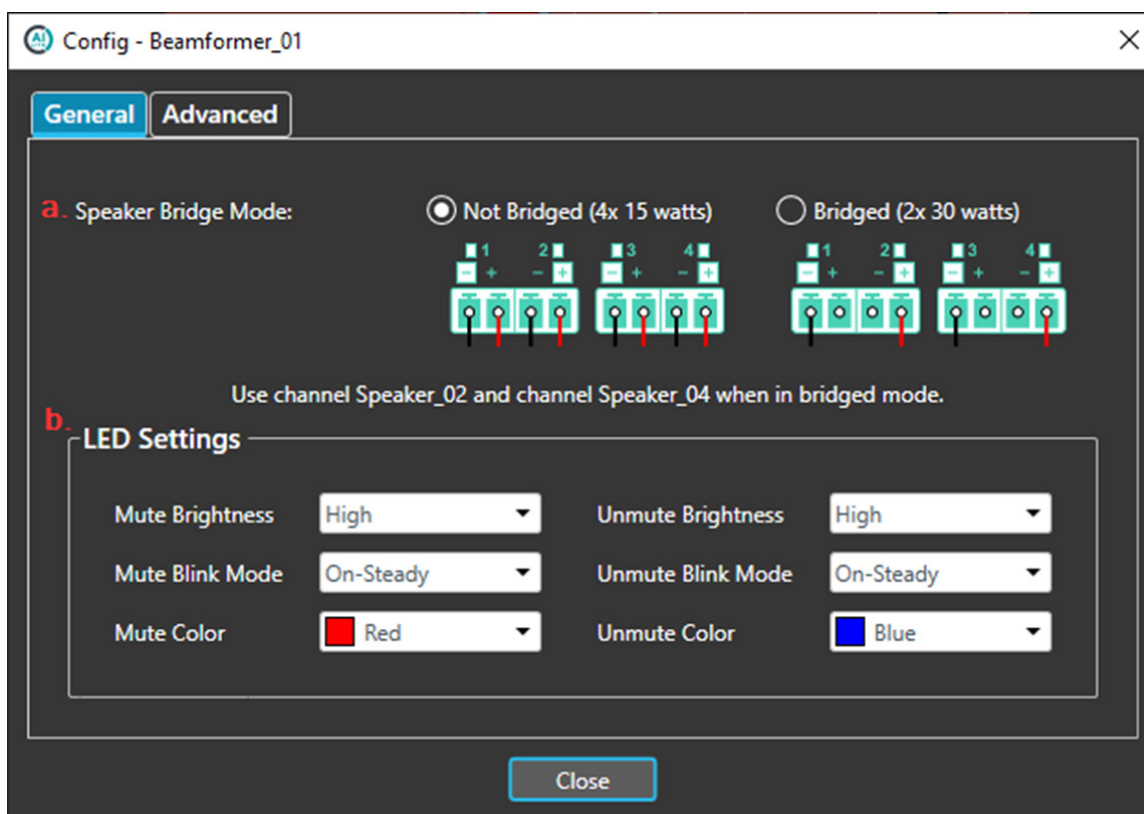 AI
Config - Beamformer_01
General Advanced
a. Speaker Bridge Mode: Not Bridged (4x 15 watts) Bridged (2x 30 watts)
1 2 3 4 1 2 3 4
− + − + − + − + − + − + − + − +
Use channel Speaker_02 and channel Speaker_04 when in bridged mode.
b.
LED Settings
Mute Brightness High Unmute Brightness High
Mute Blink Mode On-Steady Unmute Blink Mode On-Steady
Mute Color Red Unmute Color Blue
Close